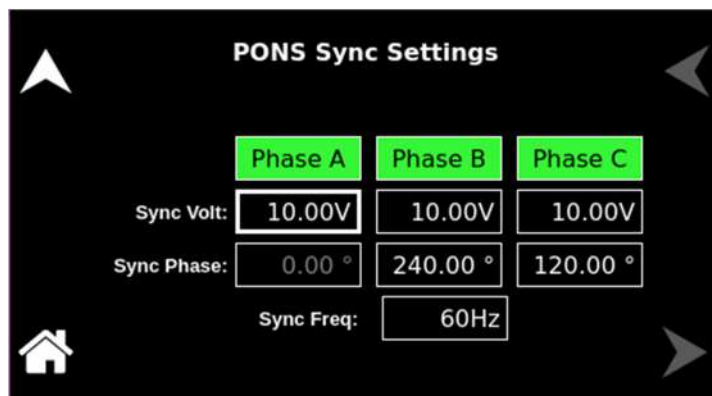 PONS Sync Settings
Phase A Phase B Phase C
Sync Volt: 10.00V 10.00V 10.00V
Sync Phase: 0.00 ° 240.00 ° 120.00 °
Sync Freq: 60Hz